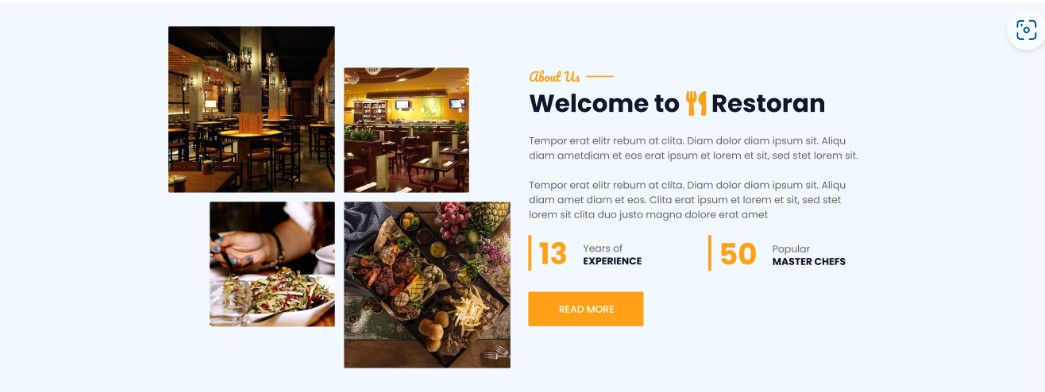 About Us
Welcome to Restoran
Tempor erat elitr rebum at clita. Diam dolor diam ipsum sit. Aliqu
diam ametdiam et eos erat ipsum et lorem et sit, sed stet lorem sit.
Tempor erat elitr rebum at clita. Diam dolor diam ipsum sit. Aliqu
diam amet diam et eos. Clita erat ipsum et lorem et sit, sed stet
lorem sit clita duo justo magna dolore erat amet
13 Years of
EXPERIENCE
50 Popular
MASTER CHEFS
READ MORE